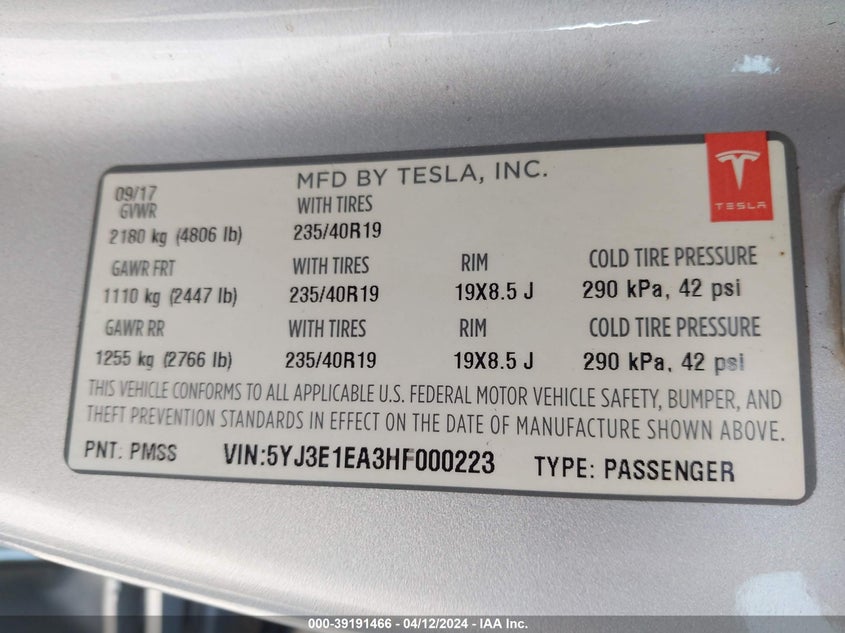 09/17 MFD BY TESLA, INC.
GVWR WITH TIRES
2180 kg (4806 lb) 235/40R19
TESLA
GAWR FRT WITH TIRES RIM COLD TIRE PRESSURE
1110 kg (2447 lb) 235/40R19 19X8.5 J 290 kPa, 42 psi
GAWR RR WITH TIRES RIM COLD TIRE PRESSURE
1255 kg (2766 lb) 235/40R19 19X8.5 J 290 kPa, 42 psi
THIS VEHICLE CONFORMS TO ALL APPLICABLE U.S. FEDERAL MOTOR VEHICLE SAFETY, BUMPER, AND
THEFT PREVENTION STANDARDS IN EFFECT ON THE DATE OF MANUFACTURE SHOWN ABOVE.
PNT: PMSS VIN:5YJ3E1EA3HF000223 TYPE: PASSENGER
000-39191466 - 04/12/2024 - IAA Inc.